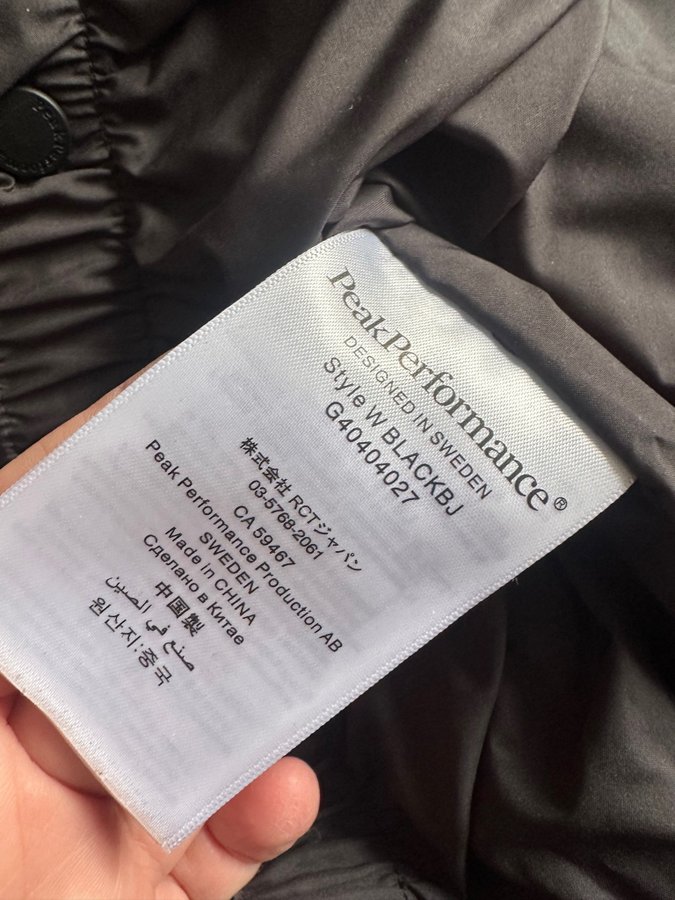 PeakPerformance®
DESIGNED IN SWEDEN
Style W BLACKBJ
G40404027
株式会社 RCTジャパン
03-5768-2061
Peak Performance Production AB
CA 59467
SWEDEN
Made in CHINA
Сделано в Китае
中国製
صنع في الصين
원산지:중국